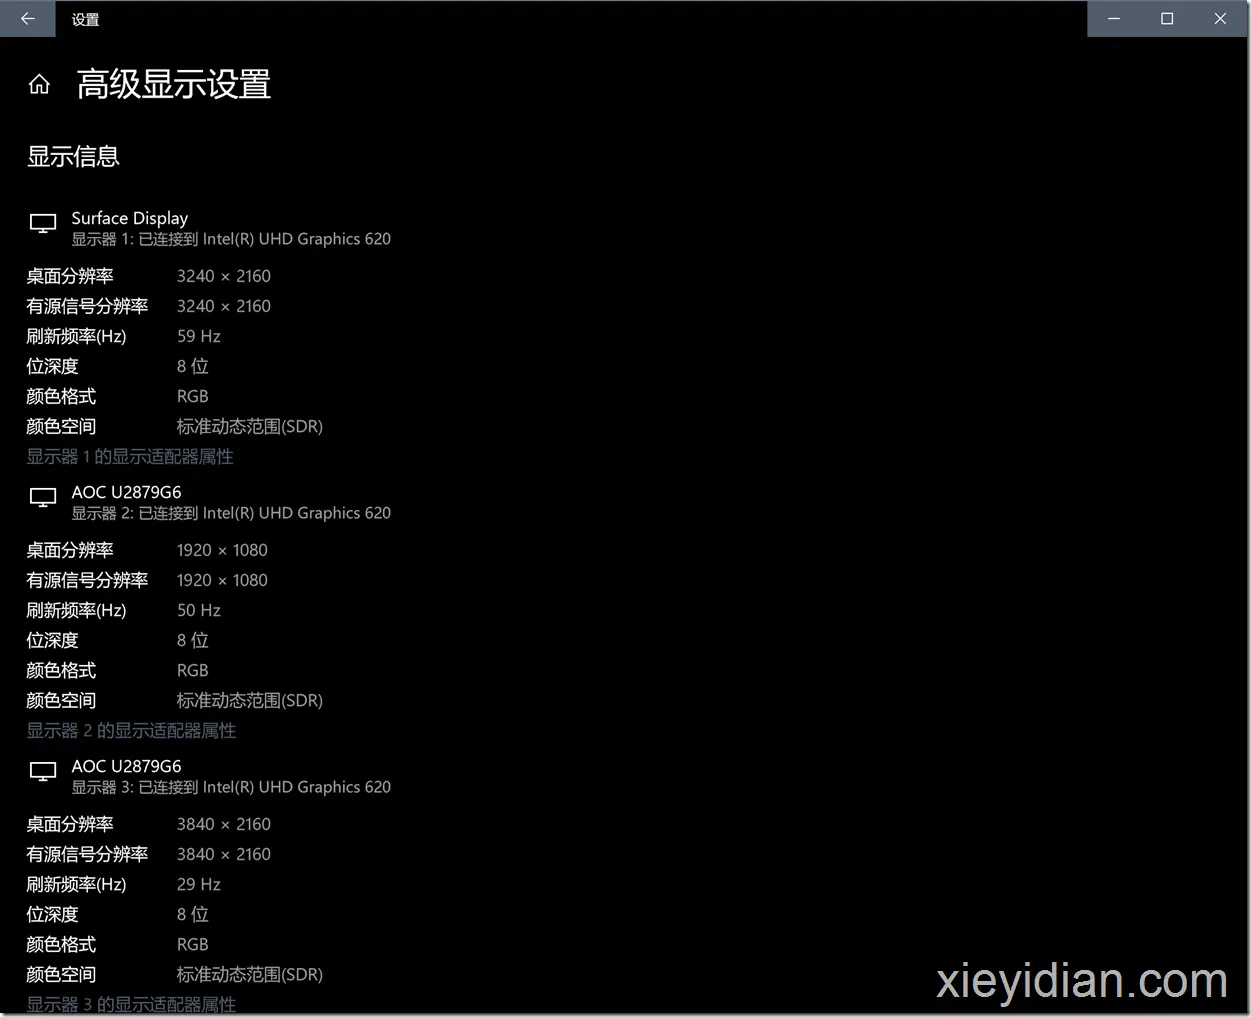 设置
高级显示设置
显示信息
Surface Display
显示器 1: 已连接到 Intel(R) UHD Graphics 620
桌面分辨率 3240 × 2160
有源信号分辨率 3240 × 2160
刷新频率(Hz) 59 Hz
位深度 8 位
颜色格式 RGB
颜色空间 标准动态范围(SDR)
显示器 1 的显示适配器属性
AOC U2879G6
显示器 2: 已连接到 Intel(R) UHD Graphics 620
桌面分辨率 1920 × 1080
有源信号分辨率 1920 × 1080
刷新频率(Hz) 50 Hz
位深度 8 位
颜色格式 RGB
颜色空间 标准动态范围(SDR)
显示器 2 的显示适配器属性
AOC U2879G6
显示器 3: 已连接到 Intel(R) UHD Graphics 620
桌面分辨率 3840 × 2160
有源信号分辨率 3840 × 2160
刷新频率(Hz) 29 Hz
位深度 8 位
颜色格式 RGB
颜色空间 标准动态范围(SDR)
显示器 3 的显示适配器属性
xieyidian.com